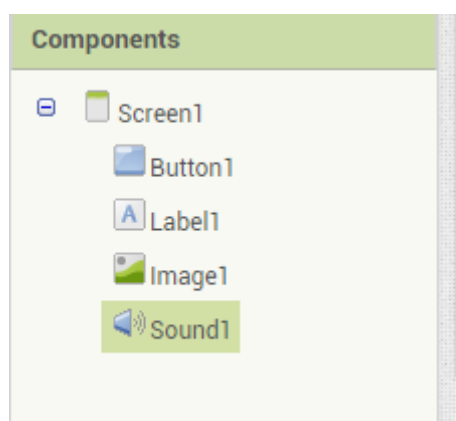 Components
Screen1
Button1
A Label1
Image1
Sound1